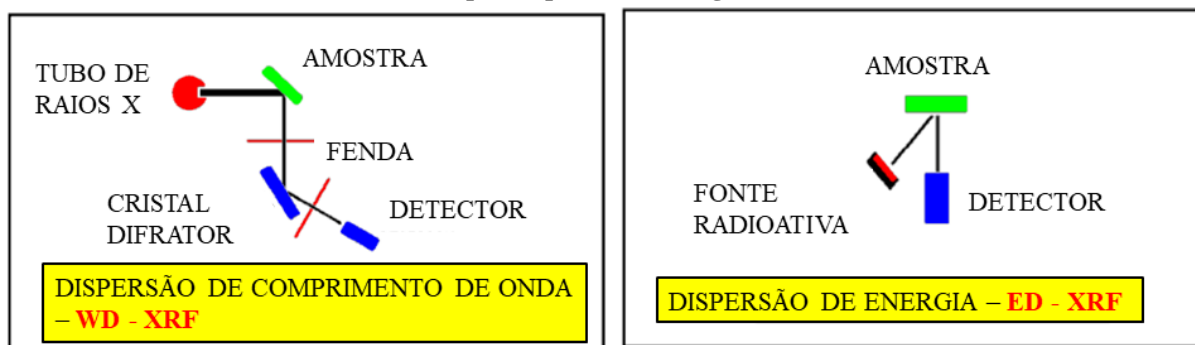 TUBO DE
RAIOS X
AMOSTRA
FENDA
CRISTAL
DIFRATOR
DETECTOR
DISPERSÃO DE COMPRIMENTO DE ONDA
– WD - XRF
AMOSTRA
FONTE
RADIOATIVA
DETECTOR
DISPERSÃO DE ENERGIA – ED - XRF